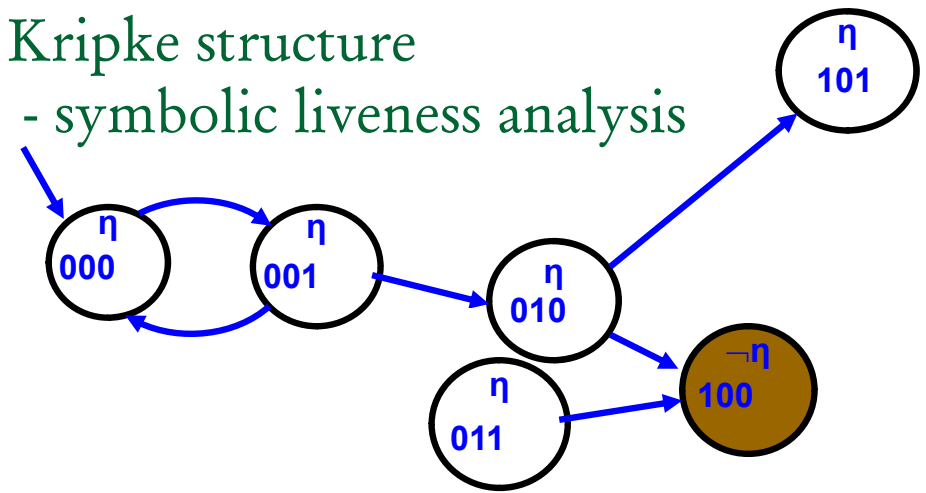 Kripke structure
- symbolic liveness analysis
η
101
η
000
η
001
η
010
¬η
100
η
011